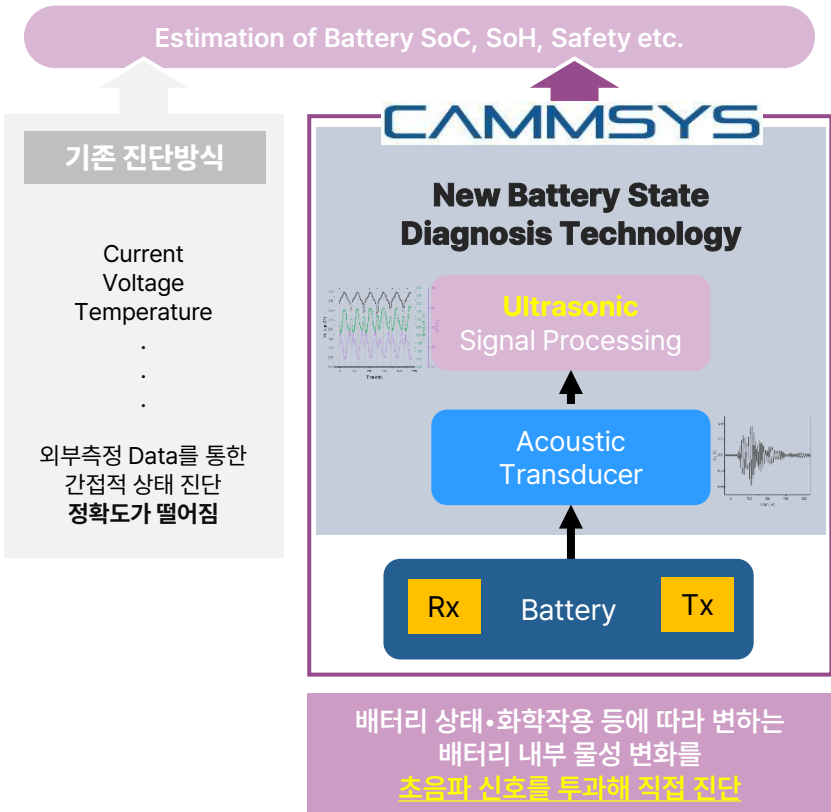 Estimation of Battery SoC, SoH, Safety etc.
기존 진단방식
Current
Voltage
Temperature
.
.
.
외부측정 Data를 통한
간접적 상태 진단
정확도가 떨어짐
CAMMSYS
New Battery State
Diagnosis Technology
Ultrasonic
Signal Processing
Acoustic
Transducer
Rx
Battery
Tx
배터리 상태•화학작용 등에 따라 변하는
배터리 내부 물성 변화를
초음파 신호를 투과해 직접 진단